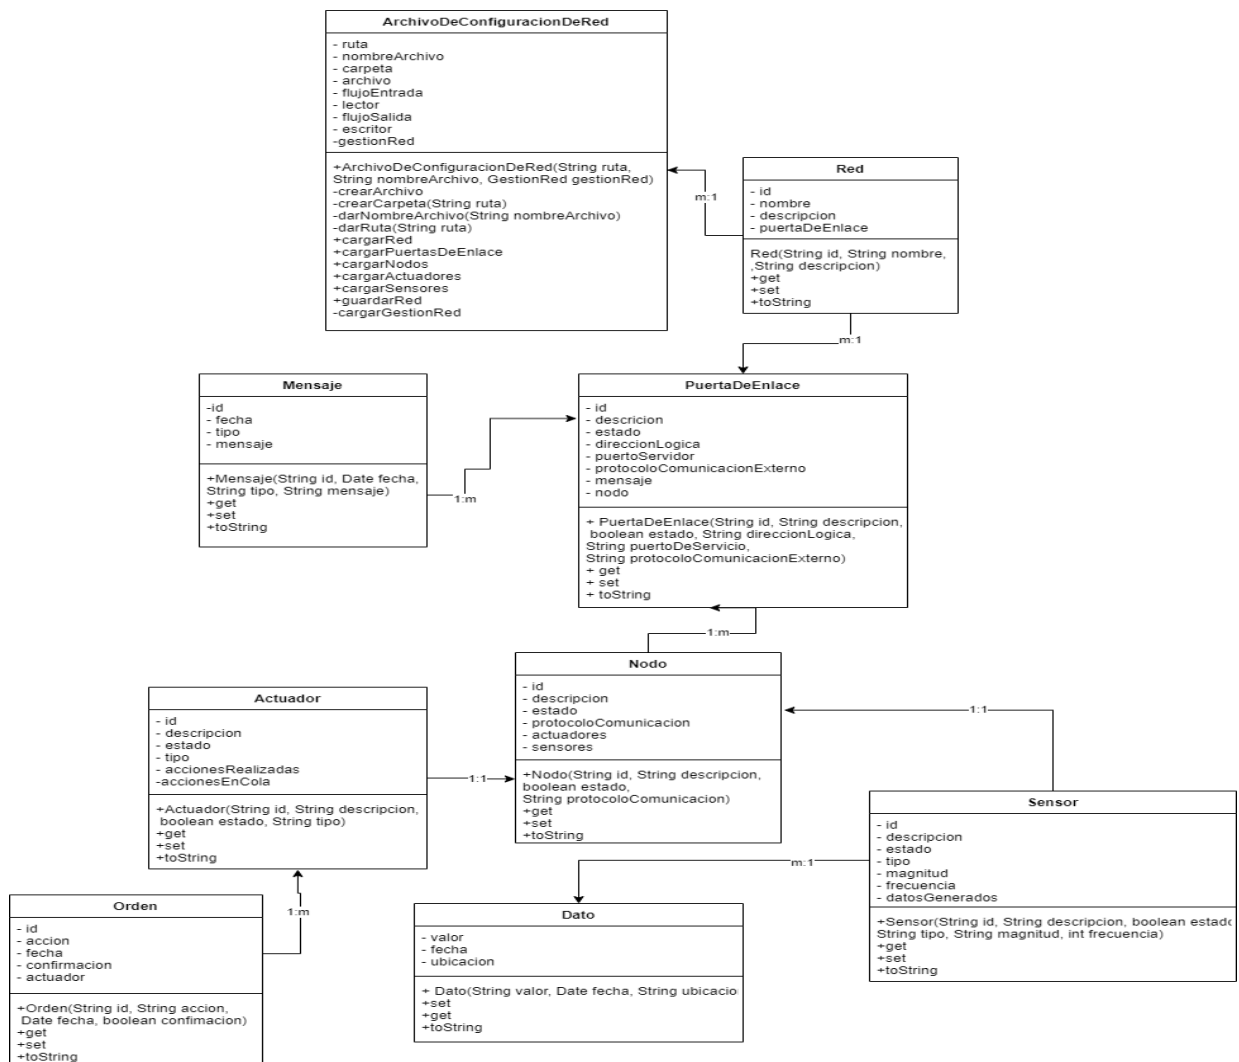 ArchivoDeConfiguracionDeRed
- ruta
- nombreArchivo
- carpeta
- archivo
- flujoEntrada
- lector
- flujoSalida
- escritor
-gestionRed
+ArchivoDeConfiguracionDeRed(String ruta,
String nombreArchivo, GestionRed gestionRed)
-crearArchivo
-crearCarpeta(String ruta)
-darNombreArchivo(String nombreArchivo)
-darRuta(String ruta)
+cargarRed
+cargarPuertasDeEnlace
+cargarNodos
+cargarActuadores
+cargarSensores
+guardarRed
-cargarGestionRed
m:1
Red
- id
- nombre
- descripcion
- puertaDeEnlace
Red(String id, String nombre,
,String descripcion)
+get
+set
+toString
m:1
Mensaje
-id
- fecha
- tipo
- mensaje
+Mensaje(String id, Date fecha,
String tipo, String mensaje)
+get
+set
+toString
1:m
PuertaDeEnlace
- id
- descricion
- estado
- direccionLogica
- puertoServidor
- protocoloComunicacionExterno
- mensaje
- nodo
+ PuertaDeEnlace(String id, String descripcion,
boolean estado, String direccionLogica,
String puertoDeServicio,
String protocoloComunicacionExterno)
+ get
+ set
+ toString
1:m
Nodo
- id
- descripcion
- estado
- protocoloComunicacion
- actuadores
- sensores
+Nodo(String id, String descripcion,
boolean estado,
String protocoloComunicacion)
+get
+set
+toString
Actuador
- id
- descripcion
- estado
- tipo
- accionesRealizadas
-accionesEnCola
+Actuador(String id, String descripcion,
boolean estado, String tipo)
+get
+set
+toString
1:1
1:1
Sensor
- id
- descripcion
- estado
- tipo
- magnitud
- frecuencia
- datosGenerados
+Sensor(String id, String descripcion, boolean estado
String tipo, String magnitud, int frecuencia)
+get
+set
+toString
m:1
Orden
- id
- accion
- fecha
- confirmacion
- actuador
+Orden(String id, String accion,
Date fecha, boolean confimacion)
+get
+set
+toString
1:m
Dato
- valor
- fecha
- ubicacion
+ Dato(String valor, Date fecha, String ubicacio
+set
+get
+toString